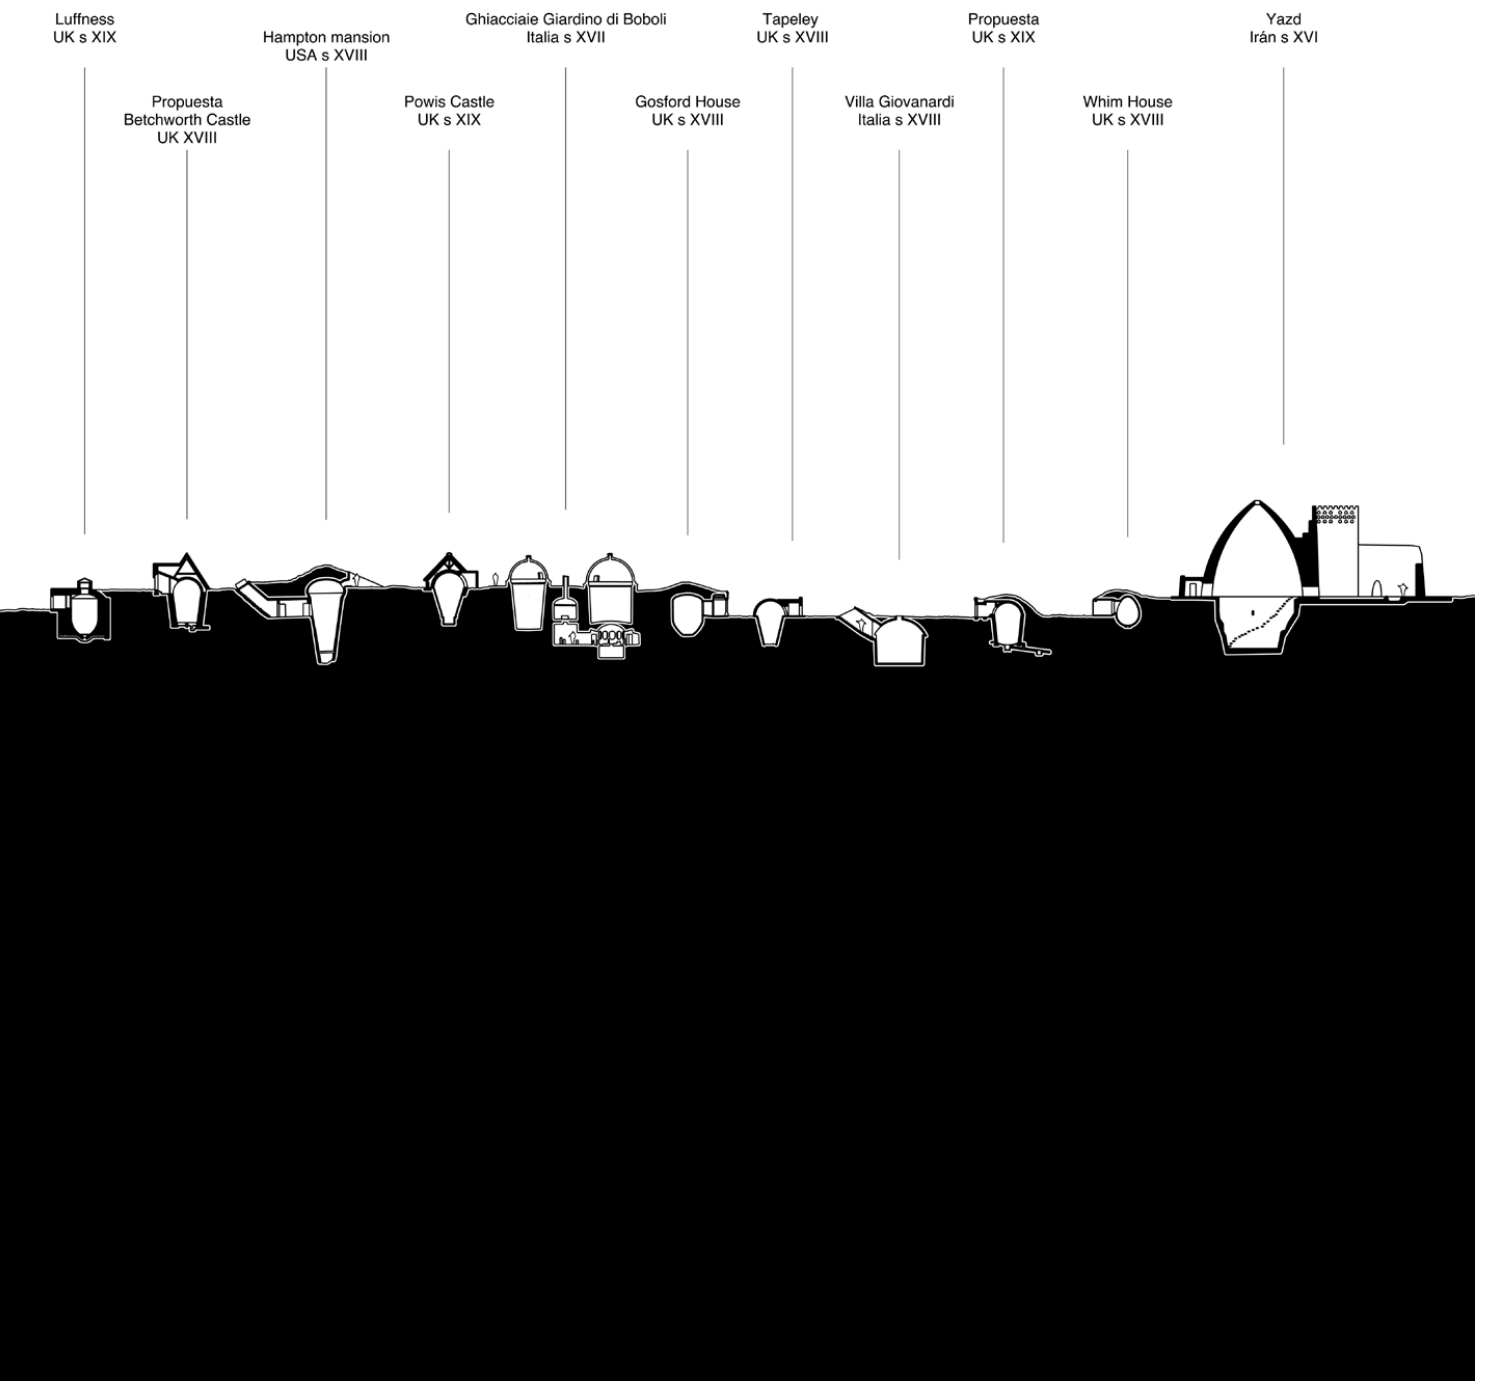 Luffness
UK s XIX
Propuesta
Betchworth Castle
UK XVIII
Hampton mansion
USA s XVIII
Powis Castle
UK s XIX
Ghiacciaie Giardino di Boboli
Italia s XVII
Gosford House
UK s XVIII
Tapeley
UK s XVIII
Villa Giovanardi
Italia s XVIII
Propuesta
UK s XIX
Whim House
UK s XVIII
Yazd
Irán s XVI